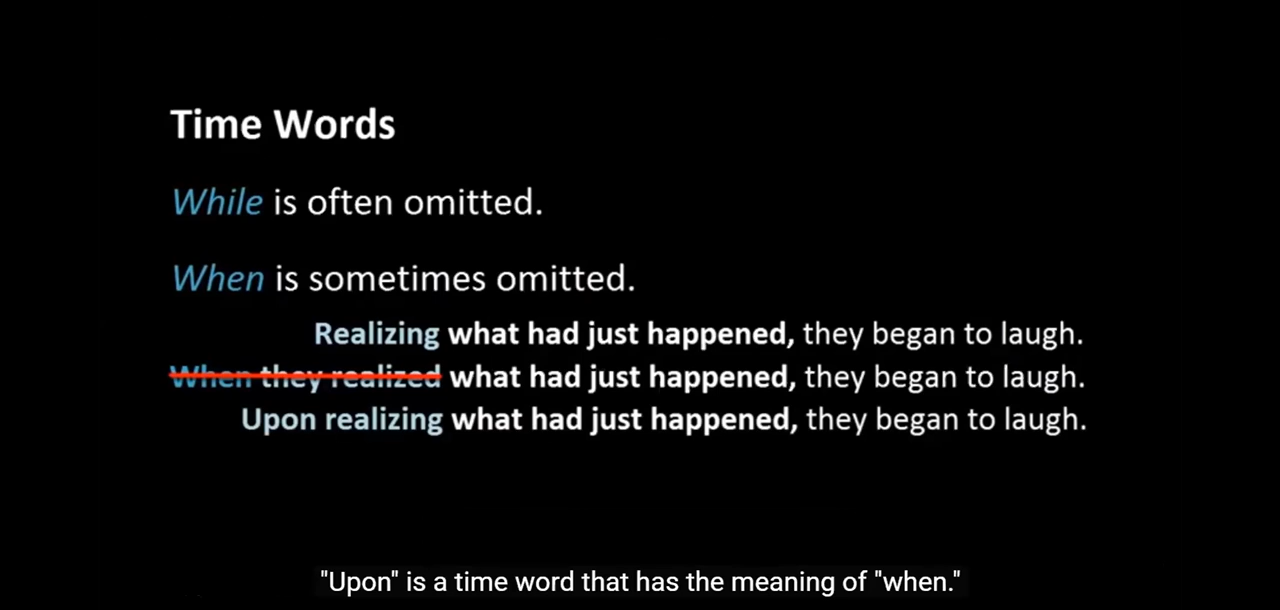 Time Words
While is often omitted.
When is sometimes omitted.
Realizing what had just happened, they began to laugh.
When they realized what had just happened, they began to laugh.
Upon realizing what had just happened, they began to laugh.
"Upon" is a time word that has the meaning of "when."